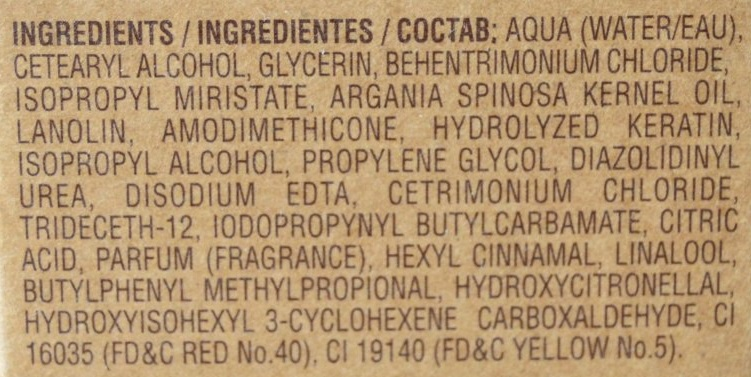 INGREDIENTS / INGREDIENTES / СОСТАВ: AQUA (WATER/EAU),
CETEARYL ALCOHOL, GLYCERIN, BEHENTRIMONIUM CHLORIDE,
ISOPROPYL MIRISTATE, ARGANIA SPINOSA KERNEL OIL,
LANOLIN, AMODIMETHICONE, HYDROLYZED KERATIN,
ISOPROPYL ALCOHOL, PROPYLENE GLYCOL, DIAZOLIDINYL
UREA, DISODIUM EDTA, CETRIMONIUM CHLORIDE,
TRIDECETH-12, IODOPROPYNYL BUTYLCARBAMATE, CITRIC
ACID, PARFUM (FRAGRANCE), HEXYL CINNAMAL, LINALOOL,
BUTYLPHENYL METHYLPROPIONAL, HYDROXYCITRONELLAL,
HYDROXYISOHEXYL 3-CYCLOHEXENE CARBOXALDEHYDE, CI
16035 (FD&C RED No.40), CI 19140 (FD&C YELLOW No.5).